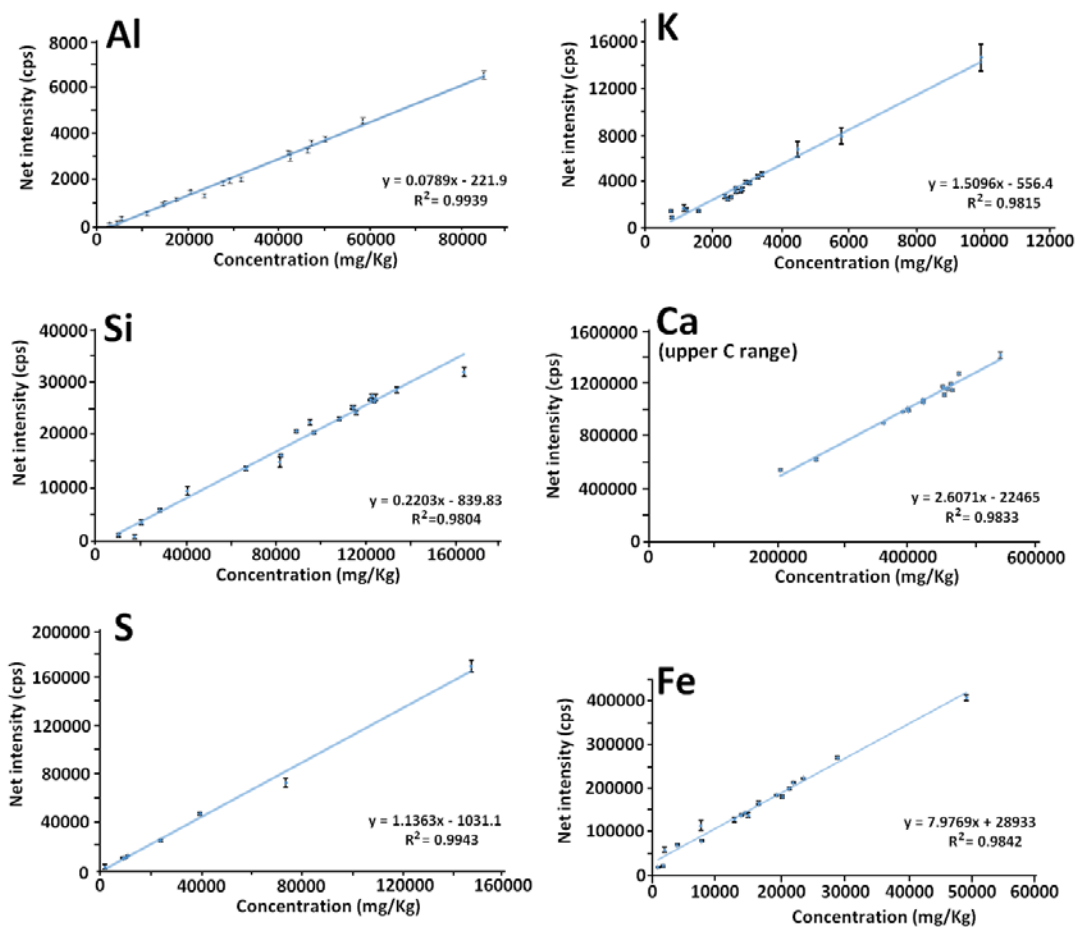 Al
Net intensity (cps)
8000
6000
4000
2000
0
y = 0.0789x - 221.9
R² = 0.9939
0 20000 40000 60000 80000
Concentration (mg/Kg)
K
Net intensity (cps)
16000
12000
8000
4000
0
y = 1.5096x - 556.4
R² = 0.9815
0 2000 4000 6000 8000 10000 12000
Concentration (mg/Kg)
Si
Net intensity (cps)
40000
30000
20000
10000
0
y = 0.2203x - 839.83
R²=0.9804
0 40000 80000 120000 160000
Concentration (mg/Kg)
Ca
(upper C range)
Net intensity (cps)
1600000
1200000
800000
400000
0
y = 2.6071x - 22465
R² = 0.9833
0 200000 400000 600000
Concentration (mg/Kg)
S
Net intensity (cps)
200000
160000
120000
80000
40000
0
y = 1.1363x - 1031.1
R² = 0.9943
0 40000 80000 120000 160000
Concentration (mg/Kg)
Fe
Net intensity (cps)
400000
300000
200000
100000
0
y = 7.9769x + 28933
R² = 0.9842
0 10000 20000 30000 40000 50000 60000
Concentration (mg/Kg)